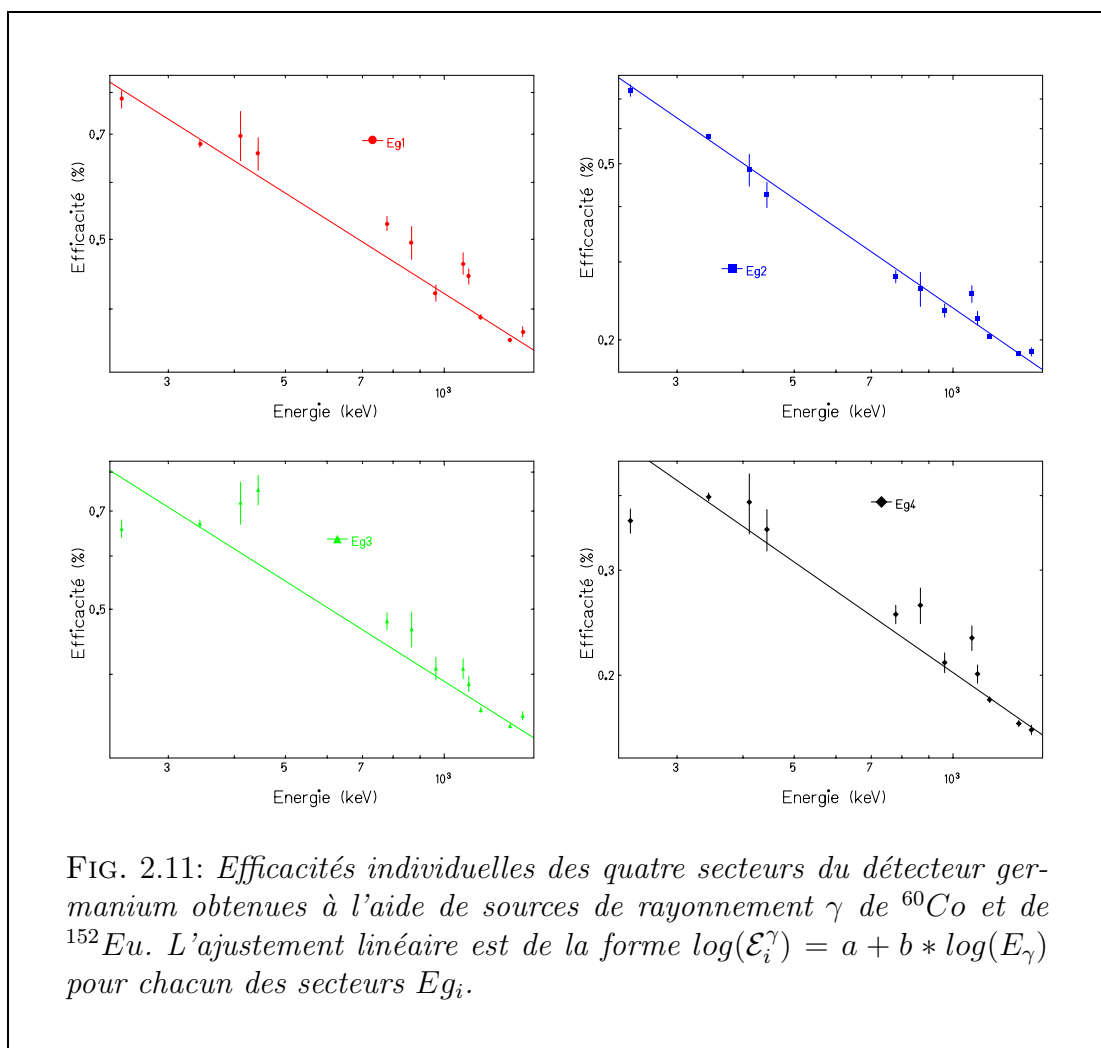 0.7
0.5
Efficacité (%)
Eg1
3
5
7
10³
Energie (keV)
0.5
0.2
Efficcacité (%)
Eg2
3
5
7
10³
Energie (keV)
0.7
0.5
Efficacité (%)
Eg3
3
5
7
10³
Energie (keV)
0.3
0.2
Efficacité (%)
Eg4
3
5
7
10³
Energie (keV)
FIG. 2.11: Efficacités individuelles des quatre secteurs du détecteur ger-
manium obtenues à l'aide de sources de rayonnement γ de ⁶⁰Co et de
¹⁵²Eu. L'ajustement linéaire est de la forme log(ℰᵢᵞ) = a + b * log(Eᵧ)
pour chacun des secteurs Egᵢ.